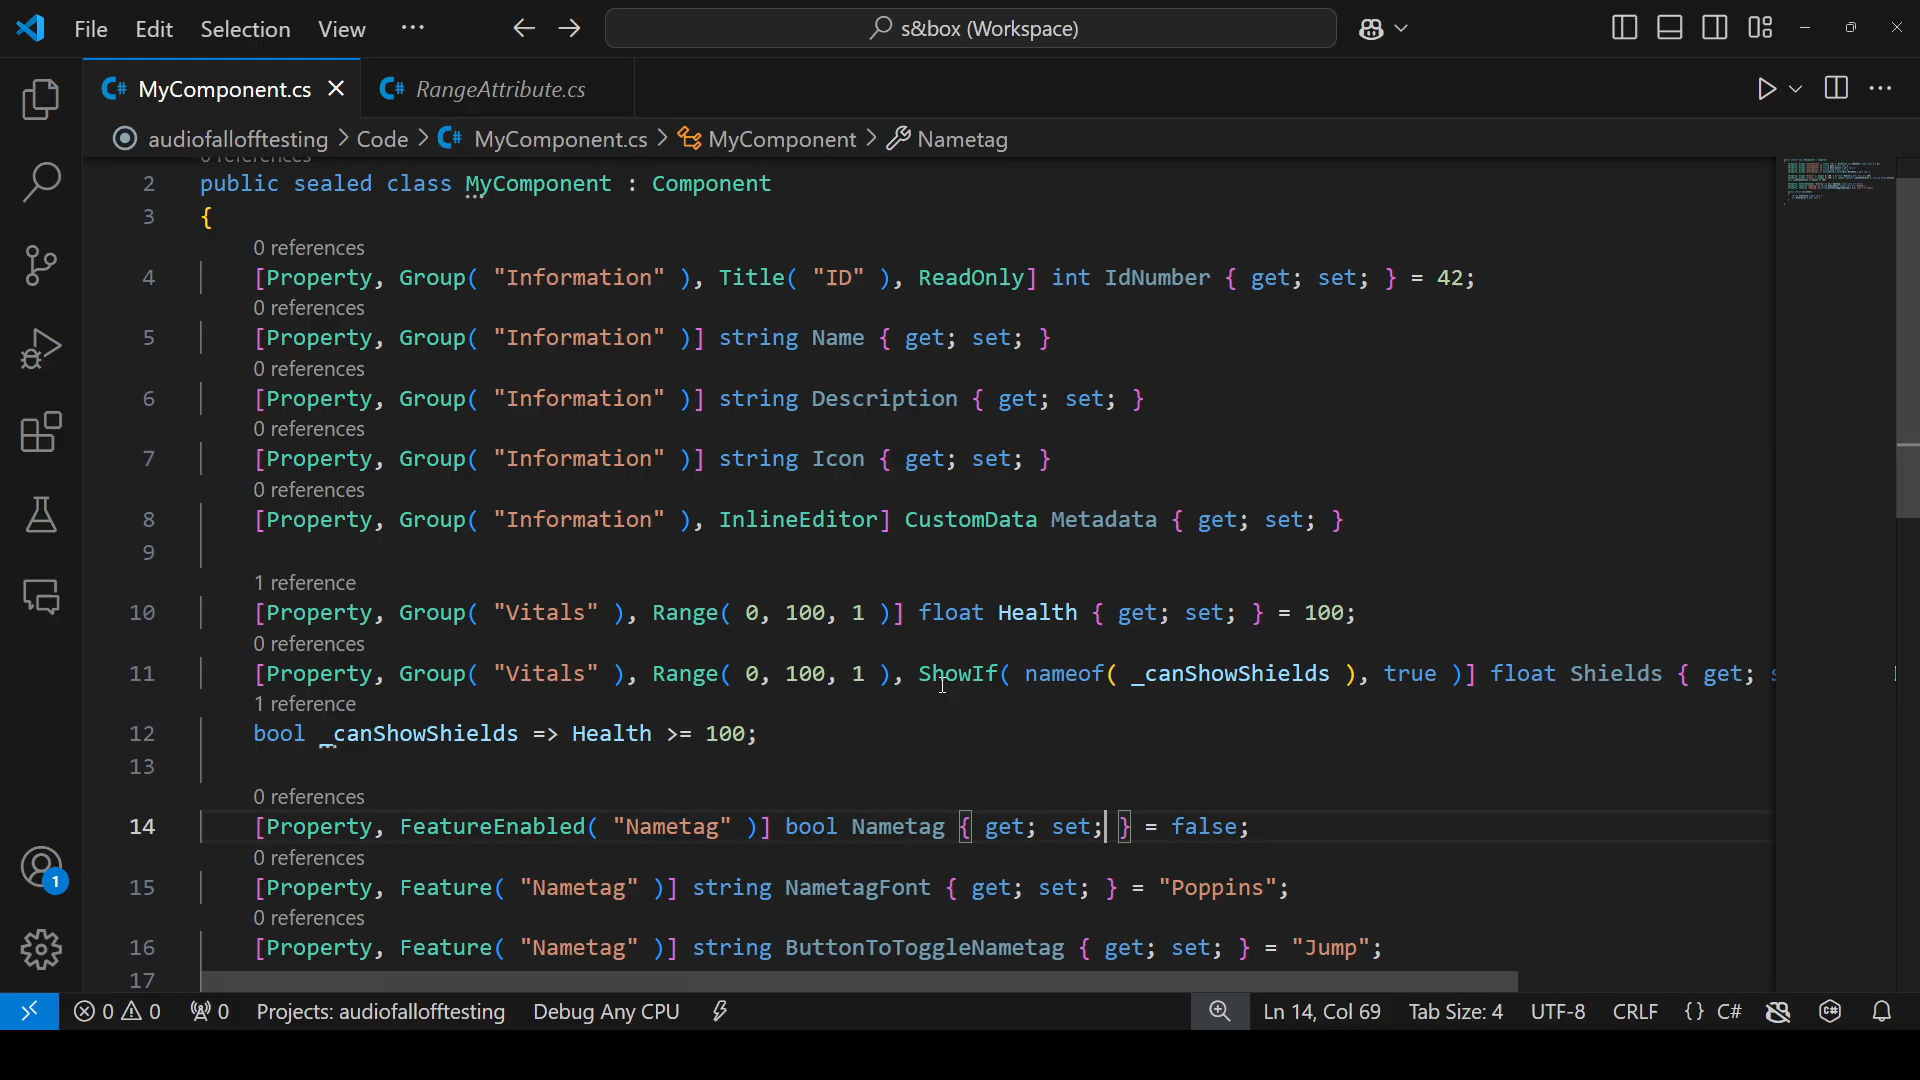 File Edit Selection View ··· s&box (Workspace)
MyComponent.cs RangeAttribute.cs
audiofallofftesting > Code > MyComponent.cs > MyComponent > Nametag
0 references
2 public sealed class MyComponent : Component
3 {
0 references
4 [Property, Group( "Information" ), Title( "ID" ), ReadOnly] int IdNumber { get; set; } = 42;
0 references
5 [Property, Group( "Information" )] string Name { get; set; }
0 references
6 [Property, Group( "Information" )] string Description { get; set; }
0 references
7 [Property, Group( "Information" )] string Icon { get; set; }
0 references
8 [Property, Group( "Information" ), InlineEditor] CustomData Metadata { get; set; }
9
1 reference
10 [Property, Group( "Vitals" ), Range( 0, 100, 1 )] float Health { get; set; } = 100;
0 references
11 [Property, Group( "Vitals" ), Range( 0, 100, 1 ), ShowIf( nameof( _canShowShields ), true )] float Shields { get;
1 reference
12 bool _canShowShields => Health >= 100;
13
0 references
14 [Property, FeatureEnabled( "Nametag" )] bool Nametag { get; set; } = false;
0 references
15 [Property, Feature( "Nametag" )] string NametagFont { get; set; } = "Poppins";
0 references
16 [Property, Feature( "Nametag" )] string ButtonToToggleNametag { get; set; } = "Jump";
17
1
0 0 0 Projects: audiofallofftesting Debug Any CPU Ln 14, Col 69 Tab Size: 4 UTF-8 CRLF {} C#